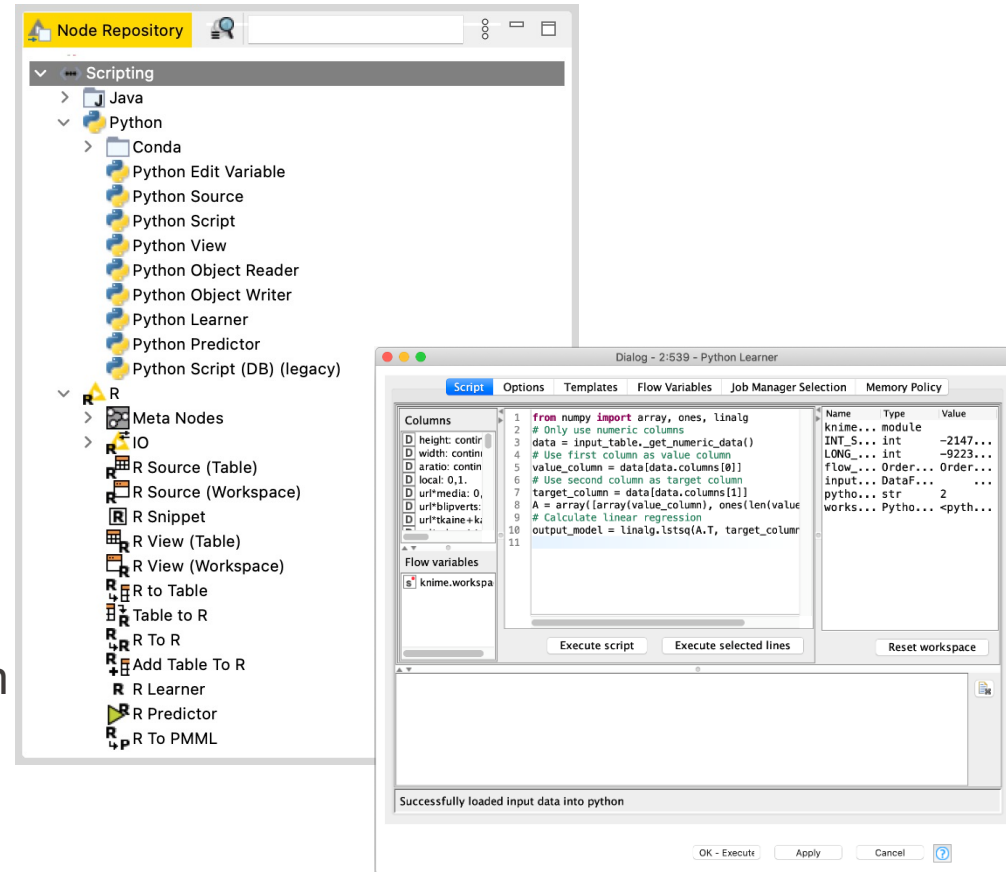 Node Repository
Scripting
Java
Python
Conda
Python Edit Variable
Python Source
Python Script
Python View
Python Object Reader
Python Object Writer
Python Learner
Python Predictor
Python Script (DB) (legacy)
R
Meta Nodes
IO
R Source (Table)
R Source (Workspace)
R Snippet
R View (Table)
R View (Workspace)
R to Table
Table to R
R To R
Add Table To R
R Learner
R Predictor
R To PMML
n
Dialog - 2:539 - Python Learner
Script Options Templates Flow Variables Job Manager Selection Memory Policy
Columns
D height: contin
D width: contin
D aratio: contin
D local: 0,1.
D url*media: 0,
D url*blipverts:
D url*tkaine+k
Flow variables
s knime.workspa
1 from numpy import array, ones, linalg
2 # Only use numeric columns
3 data = input_table._get_numeric_data()
4 # Use first column as value column
5 value_column = data[data.columns[0]]
6 # Use second column as target column
7 target_column = data[data.columns[1]]
8 A = array([array(value_column), ones(len(value
9 # Calculate linear regression
10 output_model = linalg.lstsq(A.T, target_column
11
Execute script Execute selected lines
Name Type Value
knime... module
INT_S... int -2147...
LONG_... int -9223...
flow_... Order... Order...
input... DataF... ...
pytho... str 2
works... Pytho... <pyth...
Reset workspace
Successfully loaded input data into python
OK - Execute Apply Cancel ?